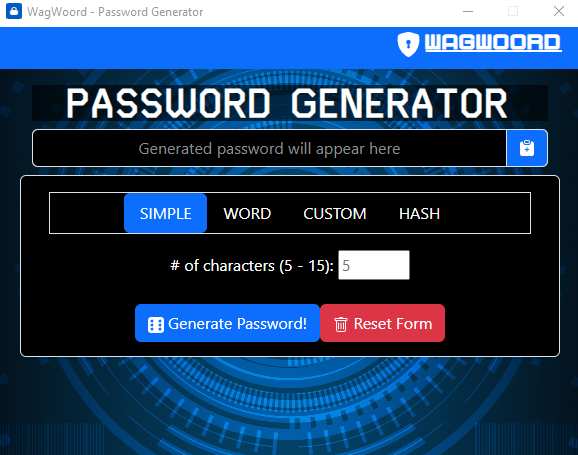 WagWoord - Password Generator
WAGWOORD
PASSWORD GENERATOR
Generated password will appear here
SIMPLE WORD CUSTOM HASH
# of characters (5 - 15): 5
Generate Password! Reset Form